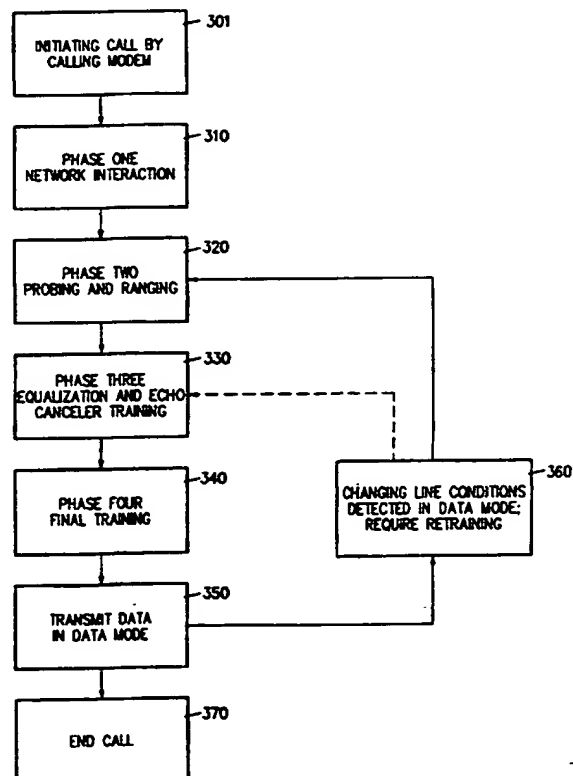 301
INITIATING CALL BY
CALLING MODEM
310
PHASE ONE
NETWORK INTERACTION
320
PHASE TWO
PROBING AND RANGING
330
PHASE THREE
EQUALIZATION AND ECHO
CANCELER TRAINING
340
PHASE FOUR
FINAL TRAINING
360
CHANGING LINE CONDITIONS
DETECTED IN DATA MODE;
REQUIRE RETRAINING
350
TRANSMIT DATA
IN DATA MODE
370
END CALL